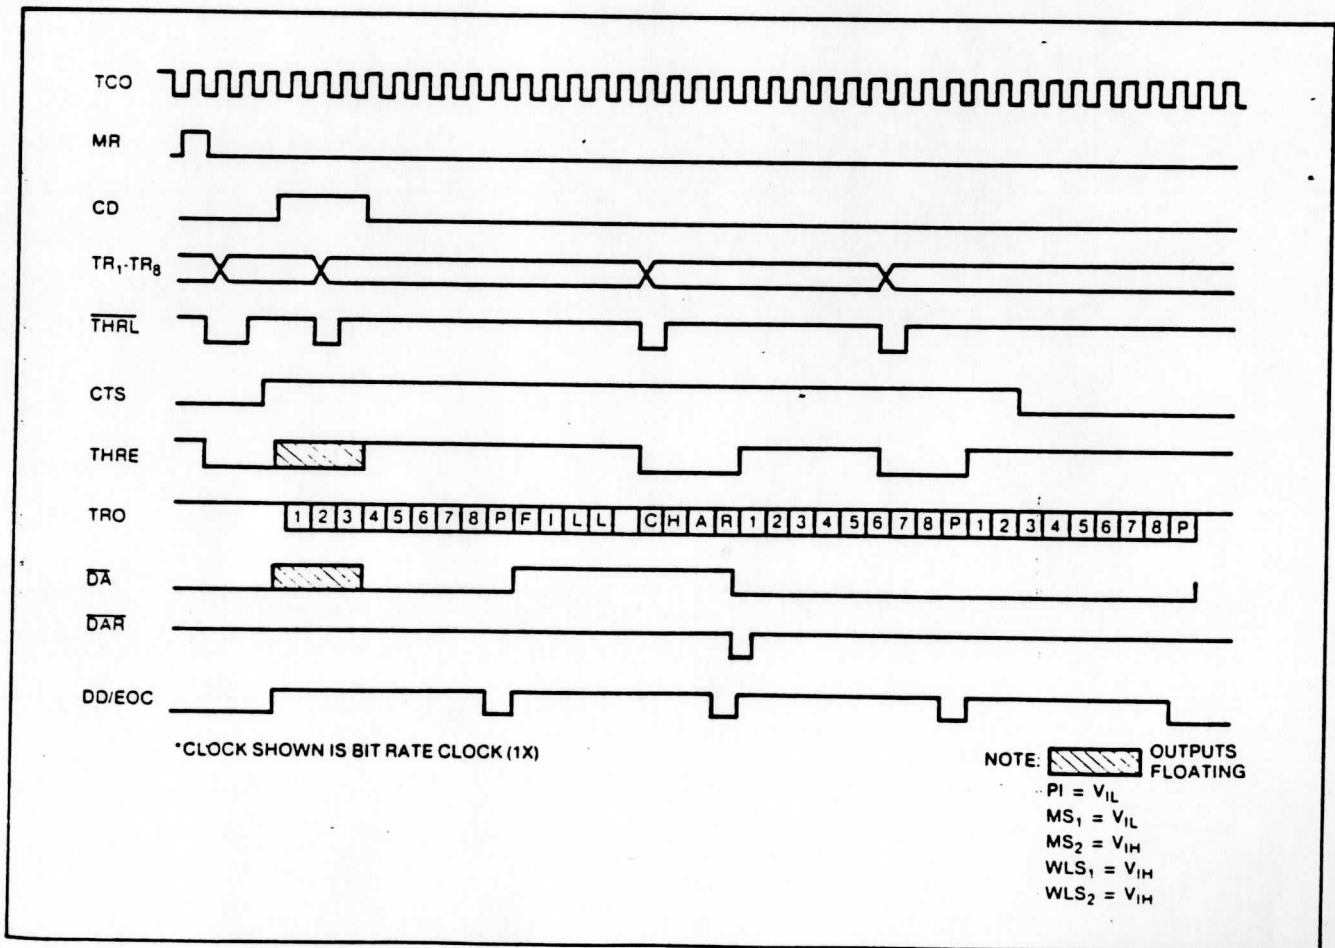 TCO
MR
CD
TR1-TR8
THRL
CTS
THRE
TRO
1 2 3 4 5 6 7 8 P F I L L C H A R 1 2 3 4 5 6 7 8 P 1 2 3 4 5 6 7 8 P
DA
DAR
DD/EOC
*CLOCK SHOWN IS BIT RATE CLOCK (1X)
NOTE: OUTPUTS FLOATING
PI = VIL
MS1 = VIL
MS2 = VIH
WLS1 = VIH
WLS2 = VIH